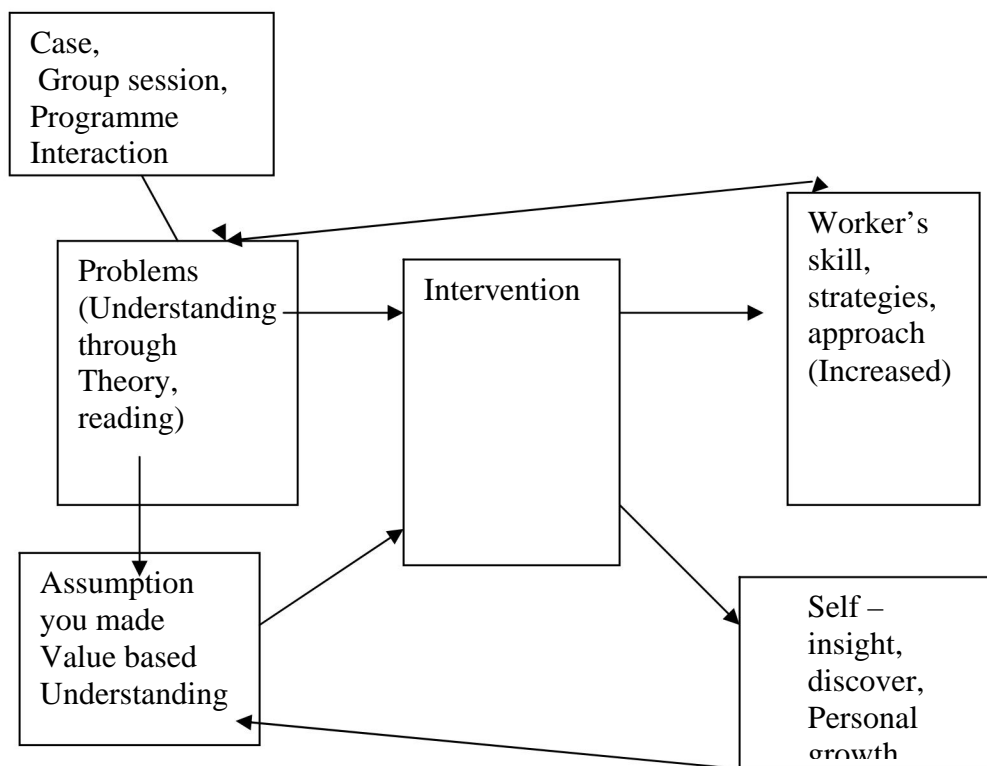 Case,
Group session,
Programme
Interaction
Problems
(Understanding
through
Theory,
reading)
Intervention
Worker’s
skill,
strategies,
approach
(Increased)
Assumption
you made
Value based
Understanding
Self –
insight,
discover,
Personal
growth